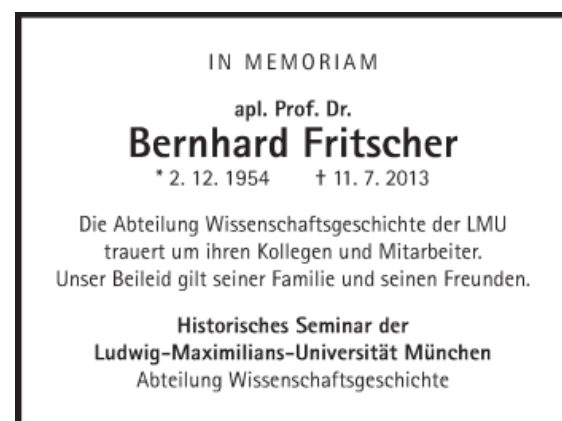 IN MEMORIAM
apl. Prof. Dr.
Bernhard Fritscher
* 2. 12. 1954 † 11. 7. 2013
Die Abteilung Wissenschaftsgeschichte der LMU
trauert um ihren Kollegen und Mitarbeiter.
Unser Beileid gilt seiner Familie und seinen Freunden.
Historisches Seminar der
Ludwig-Maximilians-Universität München
Abteilung Wissenschaftsgeschichte